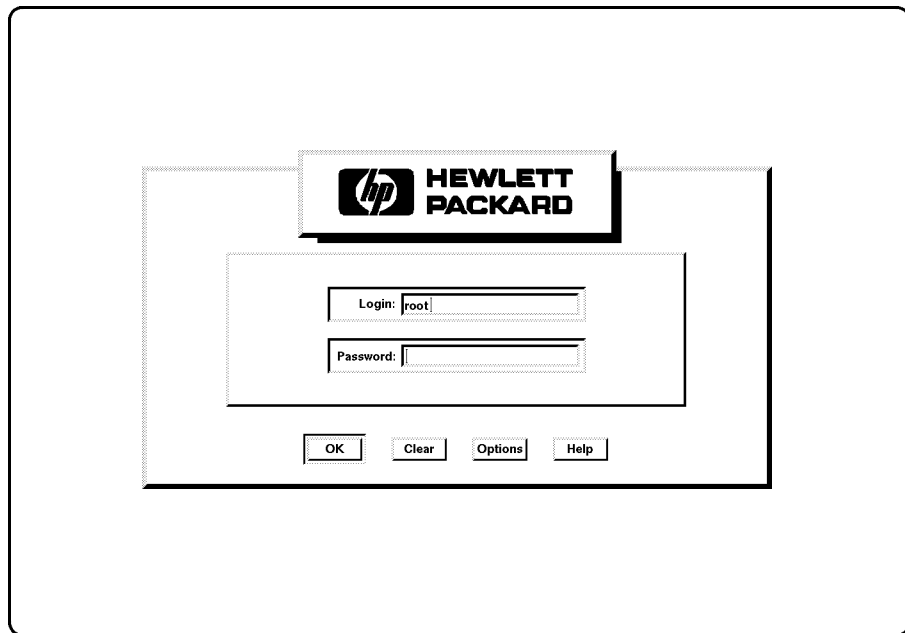 hp HEWLETT
PACKARD
Login: root
Password:
OK Clear Options Help